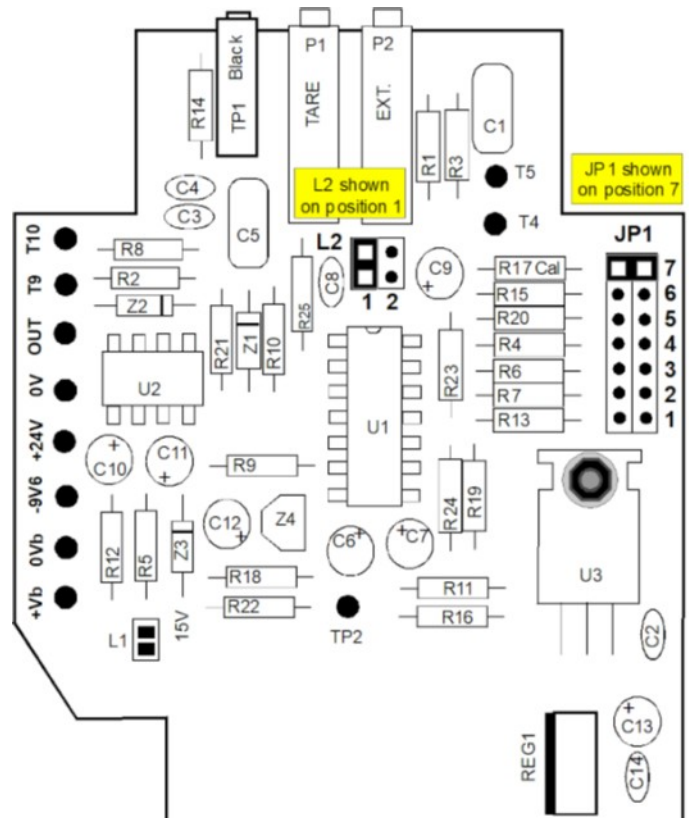 Black
P1
P2
R14
TP1
TARE
EXT.
C1
R1
R3
T5
L2 shown
on position 1
JP1 shown
on position 7
C4
C3
C5
T4
T10
R8
L2
JP1
C9
R17 Cal
7
T9
R2
C8
R15
6
Z2
1 2
R20
5
OUT
R25
R4
4
R21
Z1
R10
R23
R6
3
0V
U2
U1
R7
2
R13
1
+24V
C10
+
C11
+
R9
-9V6
R24
R19
C12
+
Z4
R12
R5
Z3
C6
+
C7
+
0Vb
R18
R11
U3
+Vb
R22
R16
L1
15V
TP2
C2
+
C13
REG1
C14